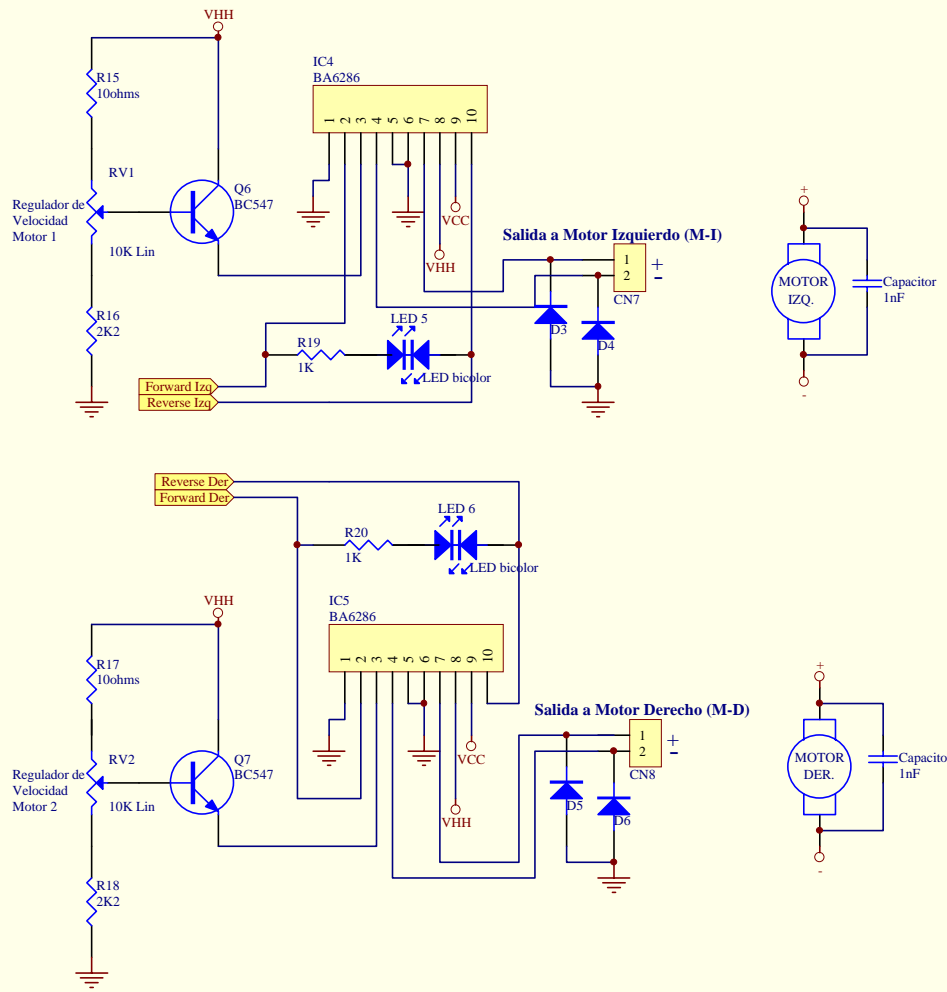 VHH
R15
10ohms
RV1
Regulador de
Velocidad
Motor 1
10K Lin
Q6
BC547
R16
2K2
IC4
BA6286
1 2 3 4 5 6 7 8 9 10
VCC
VHH
Salida a Motor Izquierdo (M-I)
1
2
+
-
CN7
D3
D4
LED 5
R19
1K
LED bicolor
Forward Izq
Reverse Izq
+
MOTOR
IZQ.
Capacitor
1nF
-
Reverse Der
Forward Der
LED 6
R20
1K
LED bicolor
VHH
R17
10ohms
RV2
Regulador de
Velocidad
Motor 2
10K Lin
Q7
BC547
R18
2K2
IC5
BA6286
1 2 3 4 5 6 7 8 9 10
VCC
VHH
Salida a Motor Derecho (M-D)
1
2
+
-
CN8
D5
D6
+
MOTOR
DER.
Capacito
1nF
-